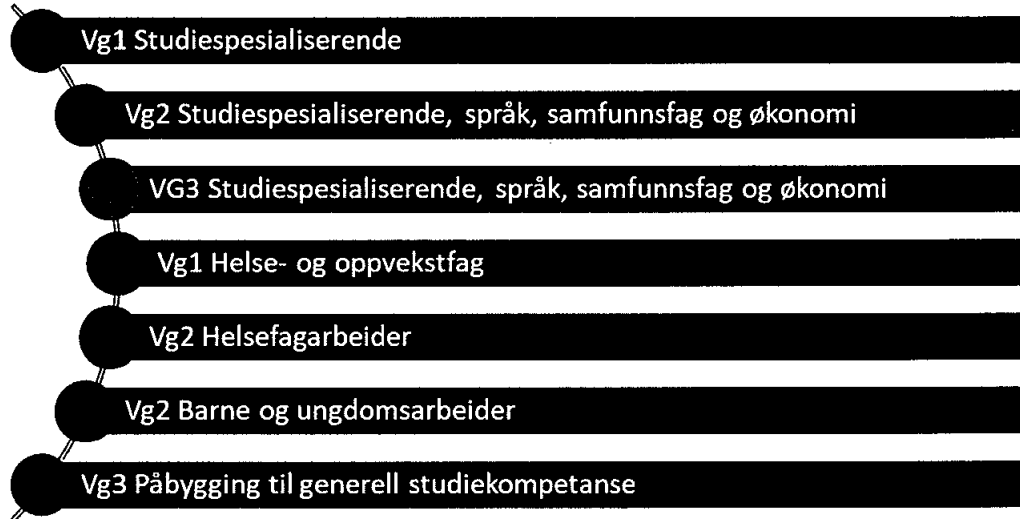 Vg1 Studiespesialiserende
Vg2 Studiespesialiserende, språk, samfunnsfag og økonomi
VG3 Studiespesialiserende, språk, samfunnsfag og økonomi
Vg1 Helse- og oppvekstfag
Vg2 Helsefagarbeider
Vg2 Barne og ungdomsarbeider
Vg3 Påbygging til generell studiekompetanse